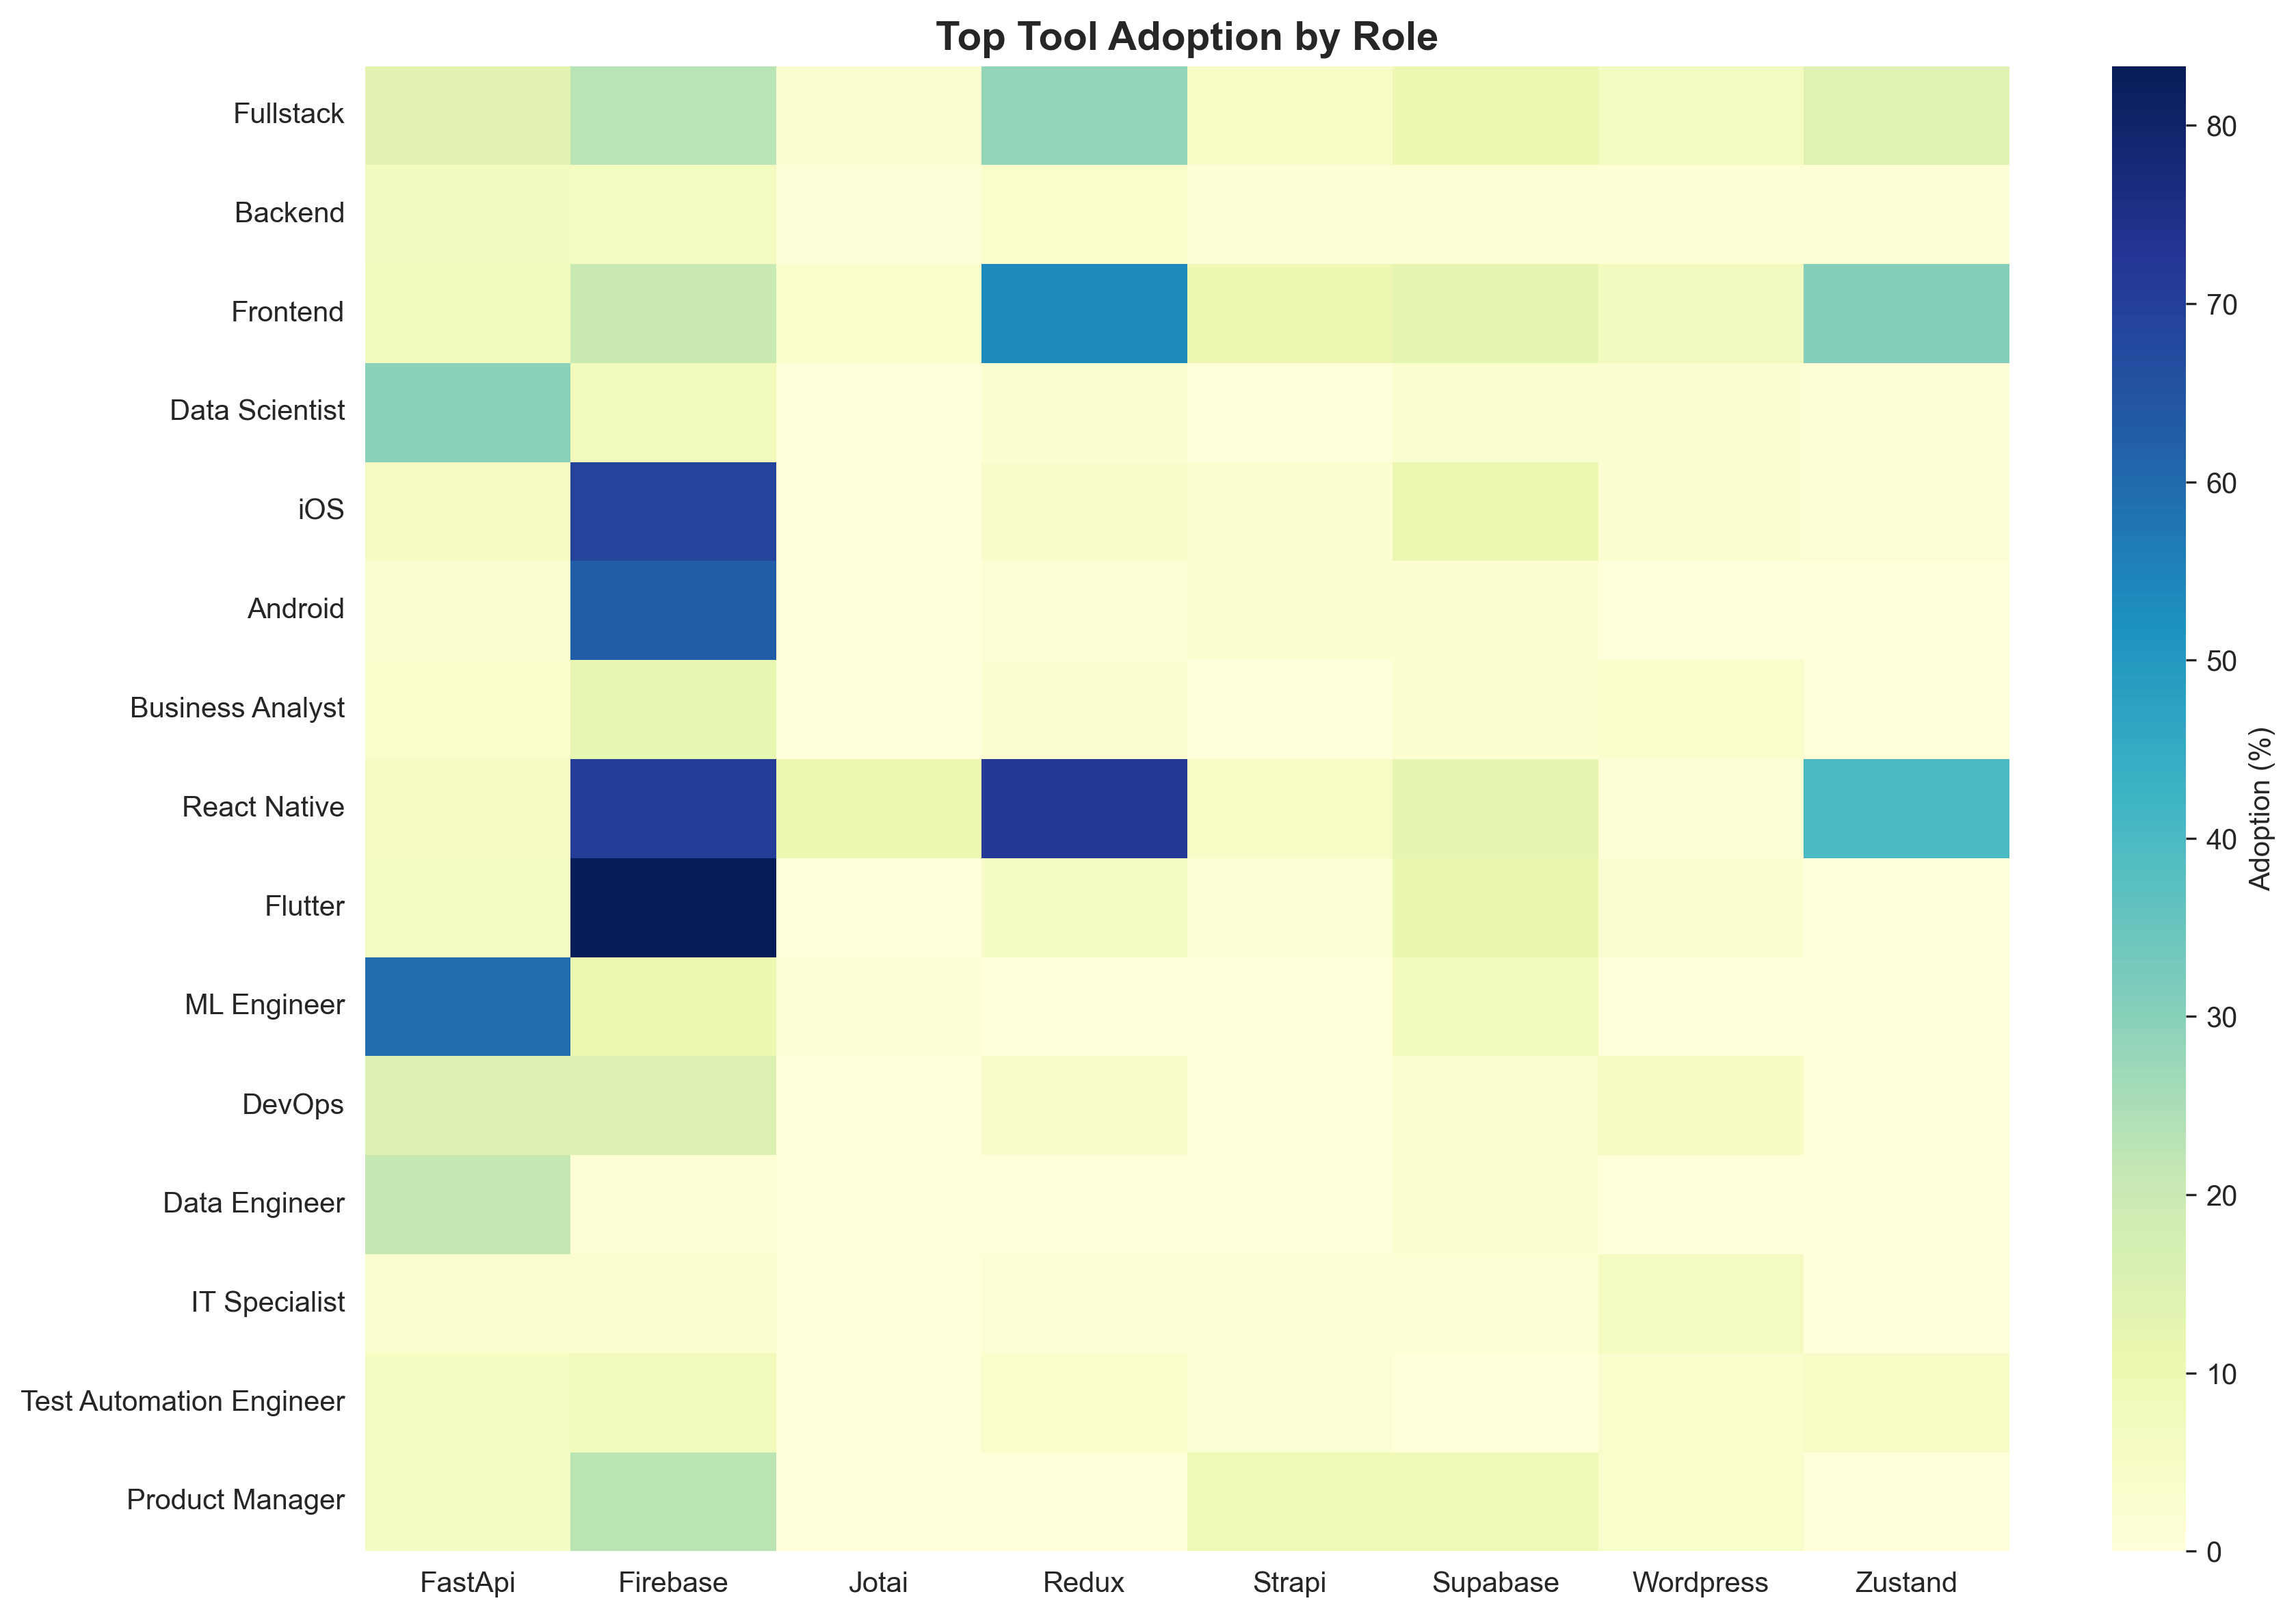 Top Tool Adoption by Role
Fullstack
Backend
Frontend
Data Scientist
iOS
Android
Business Analyst
React Native
Flutter
ML Engineer
DevOps
Data Engineer
IT Specialist
Test Automation Engineer
Product Manager
FastApi Firebase Jotai Redux Strapi Supabase Wordpress Zustand
80
70
60
50
40
30
20
10
0
Adoption (%)